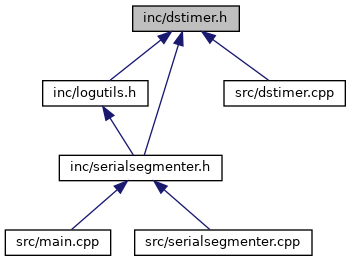 inc/dstimer.h
inc/logutils.h
src/dstimer.cpp
inc/serialsegmenter.h
src/main.cpp
src/serialsegmenter.cpp